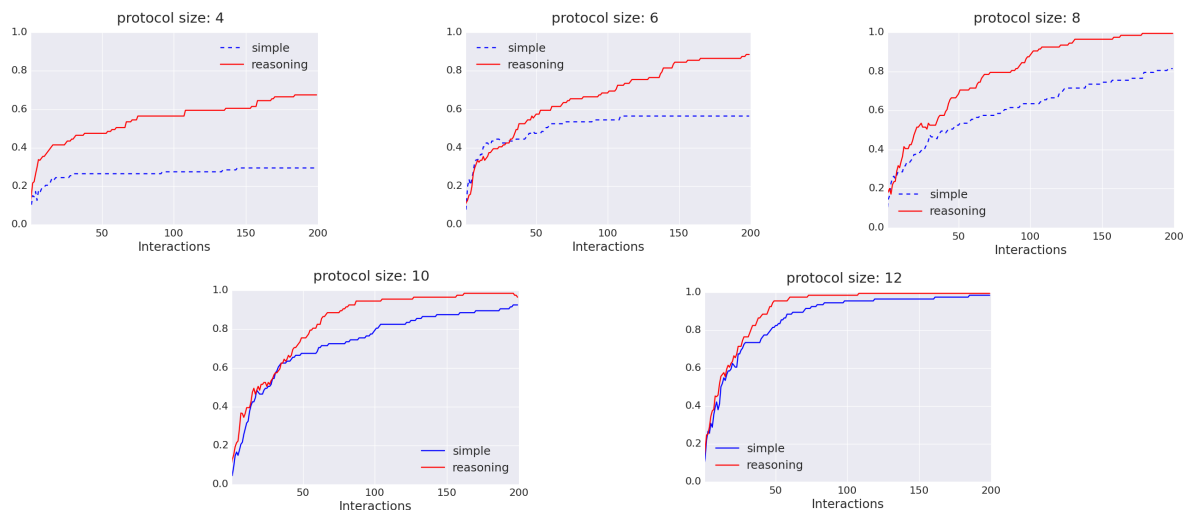 protocol size: 4
1.0
0.8
0.6
0.4
0.2
0.0
simple
reasoning
50
100
150
200
Interactions
protocol size: 6
1.0
0.8
0.6
0.4
0.2
0.0
simple
reasoning
50
100
150
200
Interactions
protocol size: 8
1.0
0.8
0.6
0.4
0.2
0.0
simple
reasoning
50
100
150
200
Interactions
protocol size: 10
1.0
0.8
0.6
0.4
0.2
0.0
simple
reasoning
50
100
150
200
Interactions
protocol size: 12
1.0
0.8
0.6
0.4
0.2
0.0
simple
reasoning
50
100
150
200
Interactions